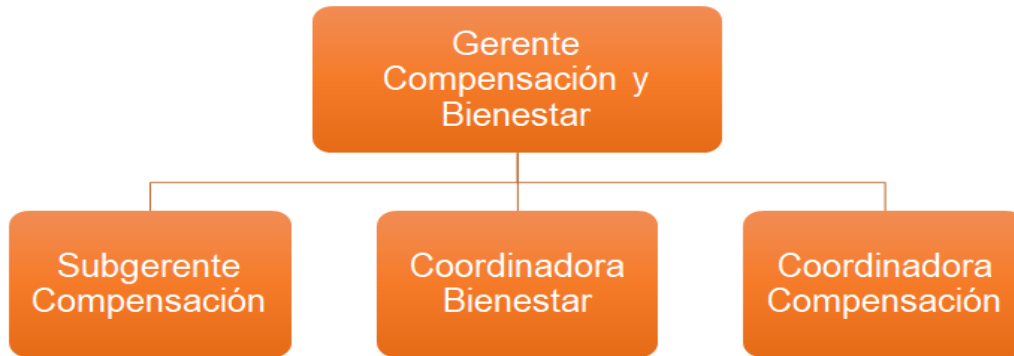 Gerente
Compensación y
Bienestar
Subgerente
Compensación
Coordinadora
Bienestar
Coordinadora
Compensación